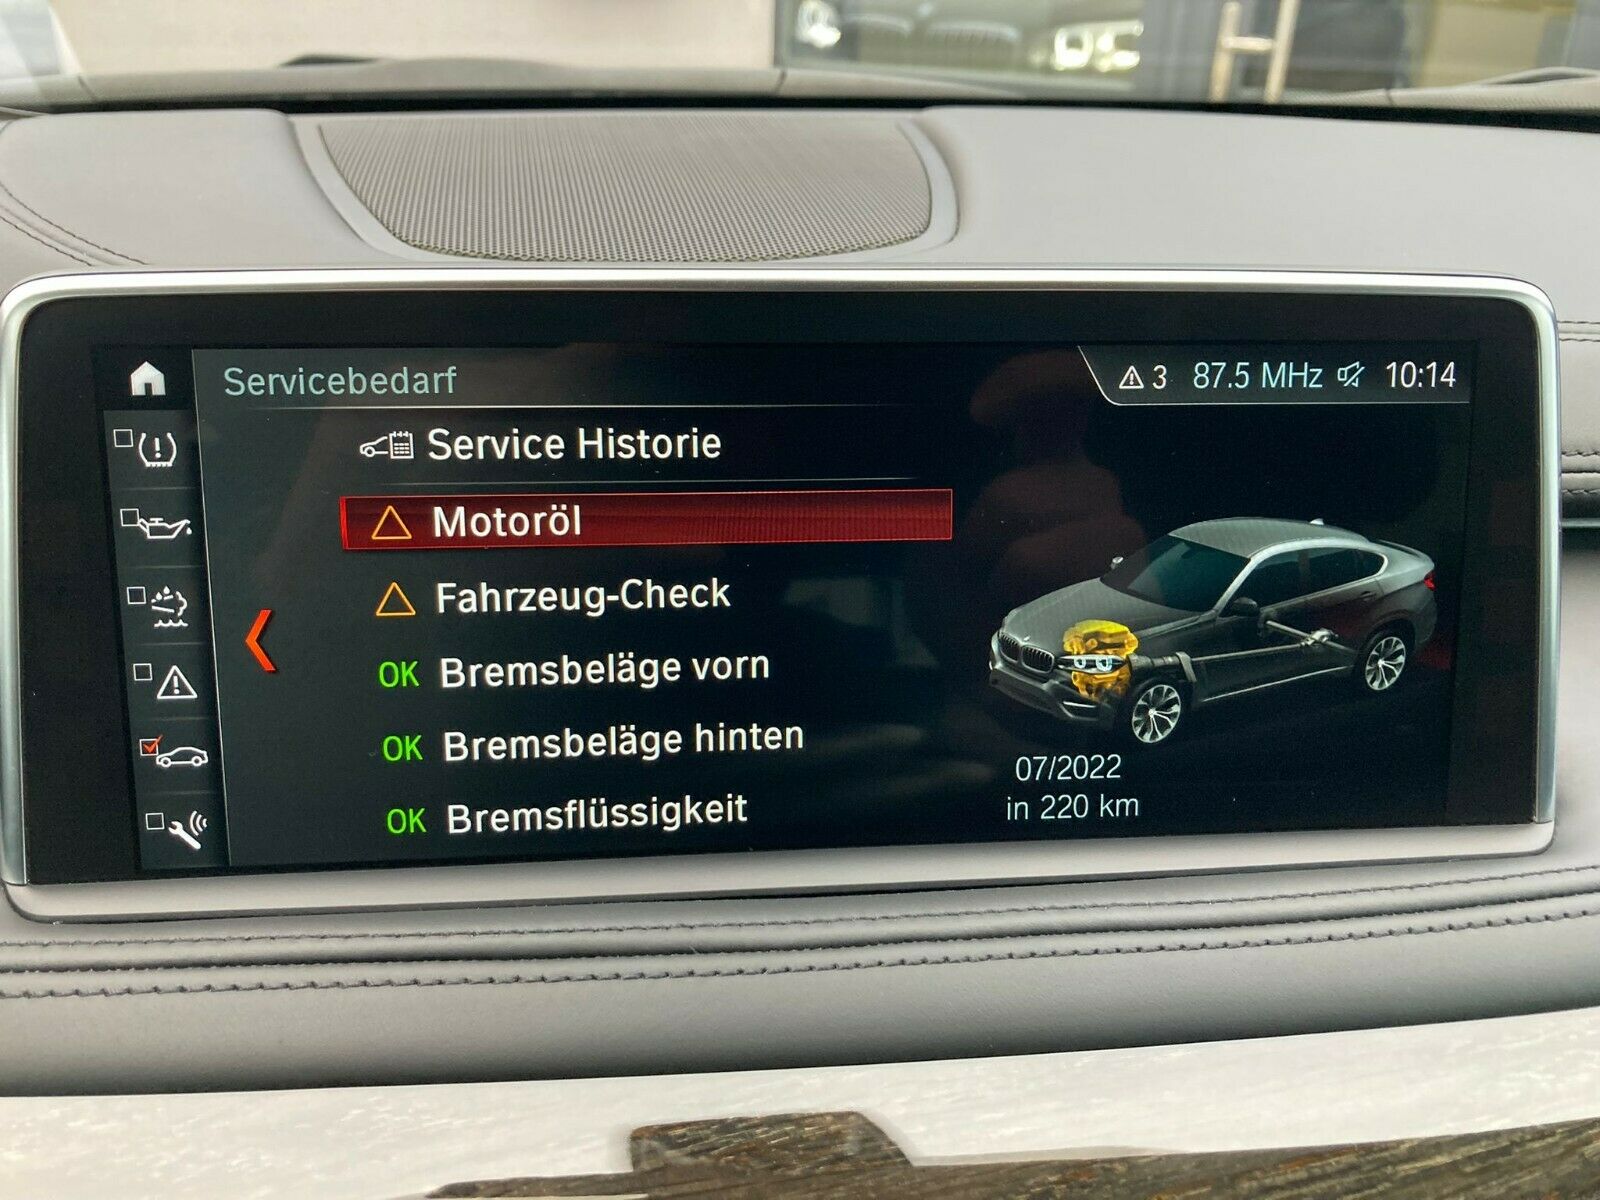 Servicebedarf
3 87.5 MHz 10:14
Service Historie
Motoröl
Fahrzeug-Check
OK Bremsbeläge vorn
OK Bremsbeläge hinten
OK Bremsflüssigkeit
07/2022
in 220 km